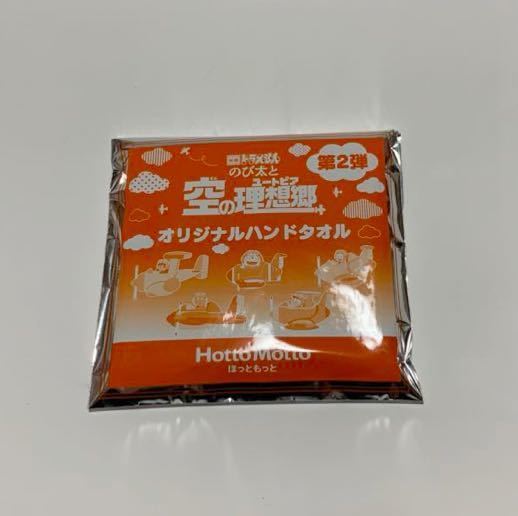 映画ドラえもん
第2弾
のび太と
ユートピア
空の理想郷
オリジナルハンドタオル
HottoMotto
ほっともっと